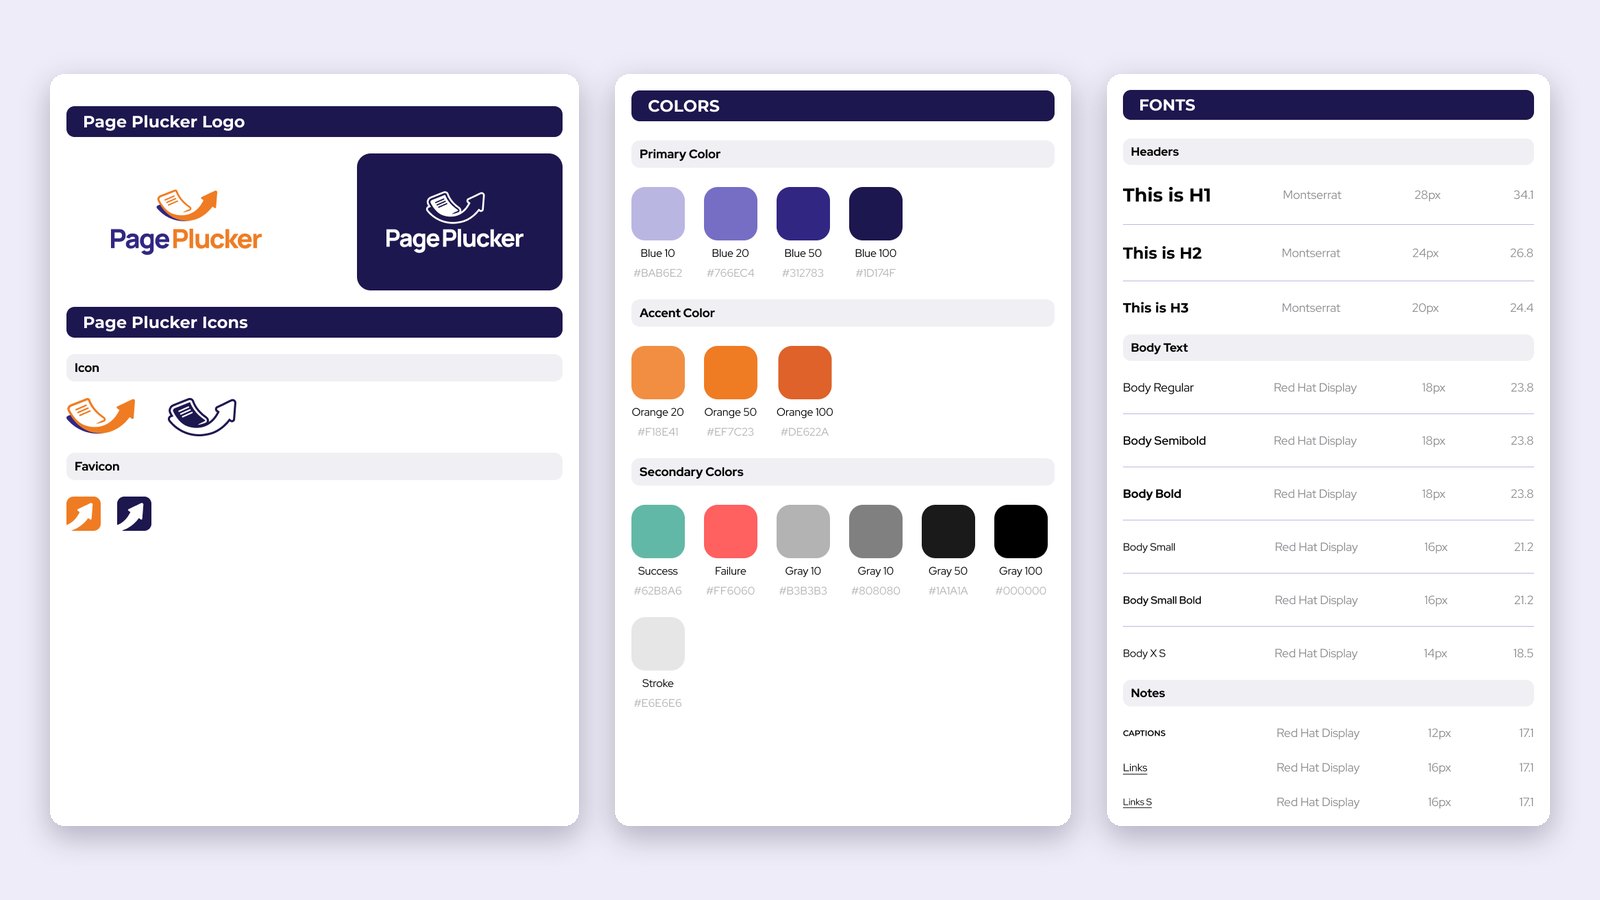 Page Plucker Logo
Page Plucker
Page Plucker
Page Plucker Icons
Icon
Favicon
COLORS
Primary Color
Blue 10 Blue 20 Blue 50 Blue 100
#BAB6E2 #766EC4 #312783 #1D174F
Accent Color
Orange 20 Orange 50 Orange 100
#F18E41 #EF7C23 #DE622A
Secondary Colors
Success Failure Gray 10 Gray 10 Gray 50 Gray 100
#62B8A6 #FF6060 #B3B3B3 #808080 #1A1A1A #000000
Stroke
#E6E6E6
FONTS
Headers
This is H1 Montserrat 28px 34.1
This is H2 Montserrat 24px 26.8
This is H3 Montserrat 20px 24.4
Body Text
Body Regular Red Hat Display 18px 23.8
Body Semibold Red Hat Display 18px 23.8
Body Bold Red Hat Display 18px 23.8
Body Small Red Hat Display 16px 21.2
Body Small Bold Red Hat Display 16px 21.2
Body X S Red Hat Display 14px 18.5
Notes
CAPTIONS Red Hat Display 12px 17.1
Links Red Hat Display 16px 17.1
Links S Red Hat Display 16px 17.1